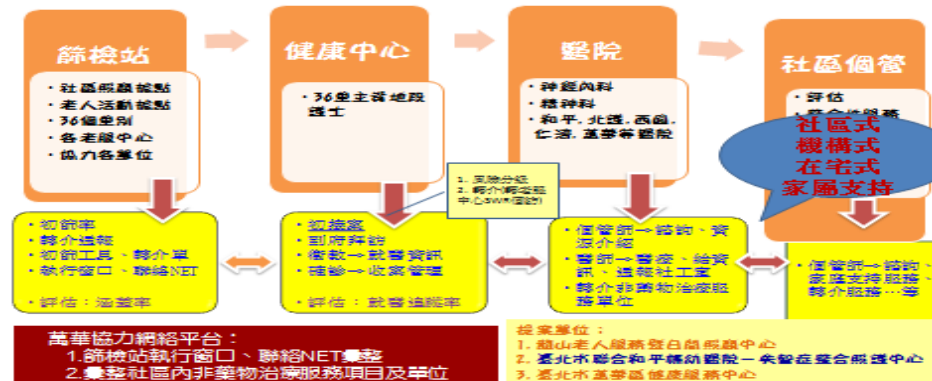 篩檢站
・社區照顧據點
・老人活動據點
・36個里別
・各老服中心
・協力各單位
健康中心
・36里主責地段
護士
醫院
・神經內科
・精神科
・和平,北護,西園,
仁濟,萬華等醫院
社區個管
・評估
社區式
機構式
在宅式
家屬支持
1. 風險分級
2. 轉介(轉老服
中心SWR個訪)
・初篩率
・轉介通報
・初篩工具、轉介單
・執行窗口、聯絡NET
・評估:涵蓋率
・初接案
・到府拜訪
・衛教→就醫資訊
・確診→收案管理
・評估:就醫追蹤率
・個管師→諮詢、資
源介紹
・醫師→醫療、給資
訊、通報社工室
・轉介非藥物治療服
務單位
・個管師→諮詢、
家庭支持服務、
轉介服務…等
萬華協力網絡平台:
1.篩檢站執行窗口、聯絡NET彙整
2.彙整社區內非藥物治療服務項目及單位
提案單位:
1. 龍山老人服務暨日間照顧中心
2. 臺北市聯合和平婦幼醫院－失智症整合照護中心
3. 臺北市萬華區健康服務中心